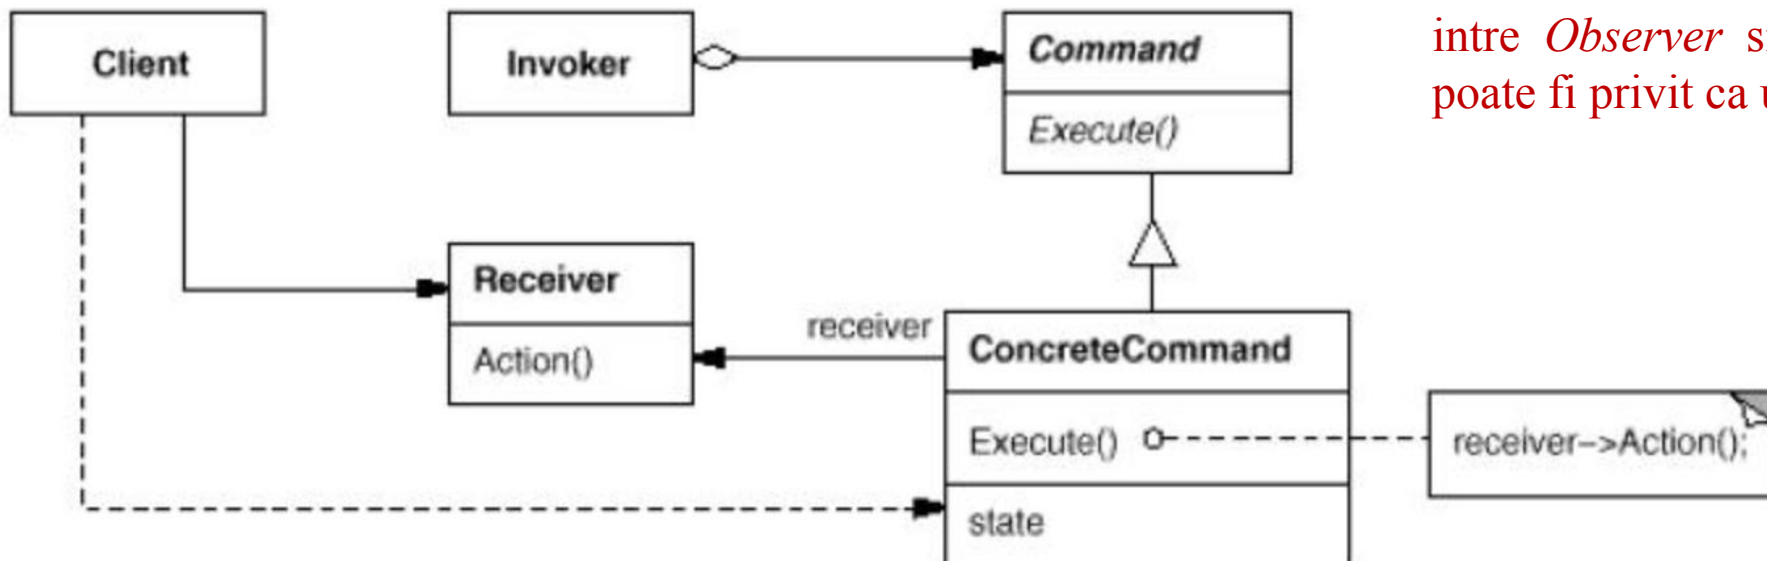 Client
Invoker
Command
Execute()
intre Observer
poate fi privit ca
Receiver
Action()
receiver
ConcreteCommand
Execute()
receiver–>Action();
state